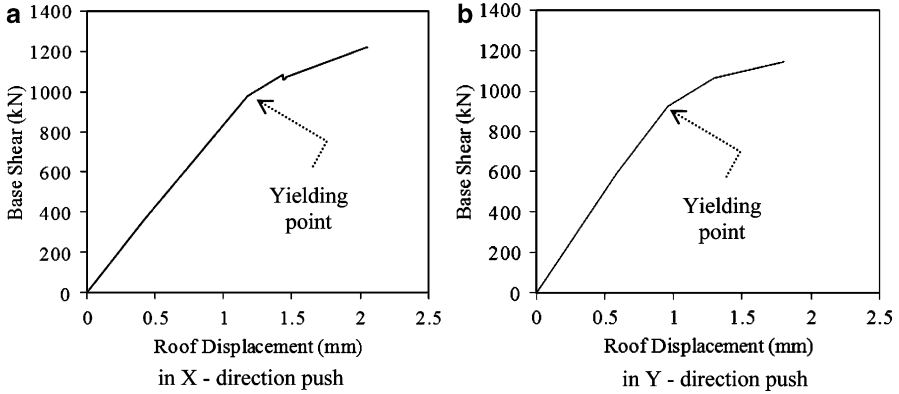 a
1400
1200
1000
800
600
400
200
0
Base Shear (kN)
Yielding
point
0 0.5 1 1.5 2 2.5
Roof Displacement (mm)
in X - direction push
b
1400
1200
1000
800
600
400
200
0
Base Shear (kN)
Yielding
point
0 0.5 1 1.5 2 2.5
Roof Displacement (mm)
in Y - direction push